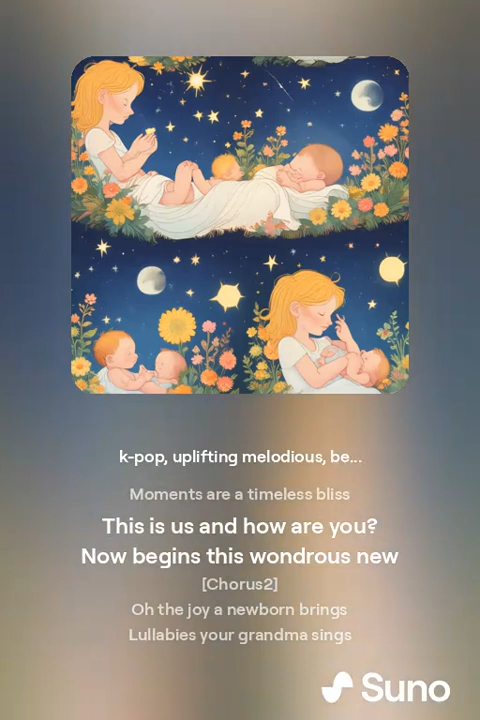 k-pop, uplifting melodious, be...
Moments are a timeless bliss
This is us and how are you?
Now begins this wondrous new
[Chorus2]
Oh the joy a newborn brings
Lullabies your grandma sings
Suno